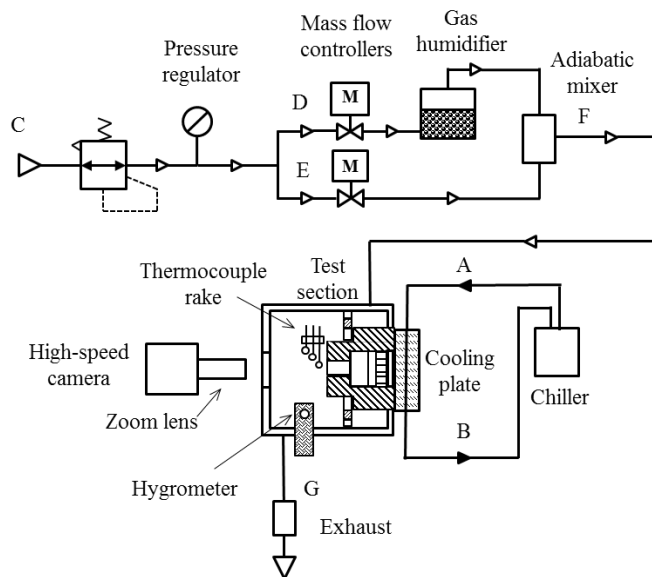 Pressure
regulator
Mass flow
controllers
Gas
humidifier
Adiabatic
mixer
C
D
M
E
M
F
Thermocouple
rake
Test
section
A
High-speed
camera
Zoom lens
Cooling
plate
Chiller
B
Hygrometer
G
Exhaust